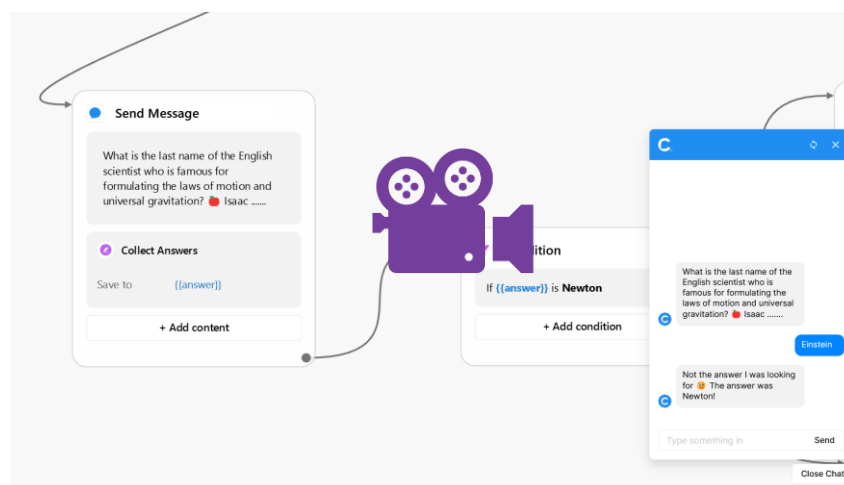 Send Message
What is the last name of the English
scientist who is famous for
formulating the laws of motion and
universal gravitation? 🍎 Isaac ......
Collect Answers
Save to {{answer}}
+ Add content
ition
If {{answer}} is Newton
+ Add condition
C
What is the last name of the
English scientist who is
famous for formulating the
laws of motion and universal
gravitation? 🍎 Isaac .......
Einstein
Not the answer I was looking
for 😉 The answer was
Newton!
Type something in Send
Close Chat